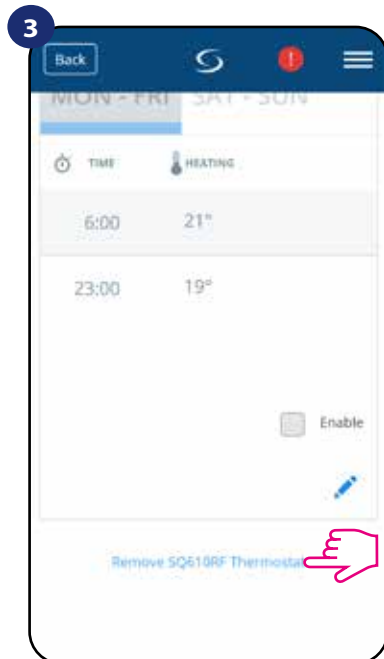 3
Back
MON - FRI SAT - SUN
TIME HEATING
6:00 21°
23:00 19°
Enable
Remove SQ610RF Thermostat